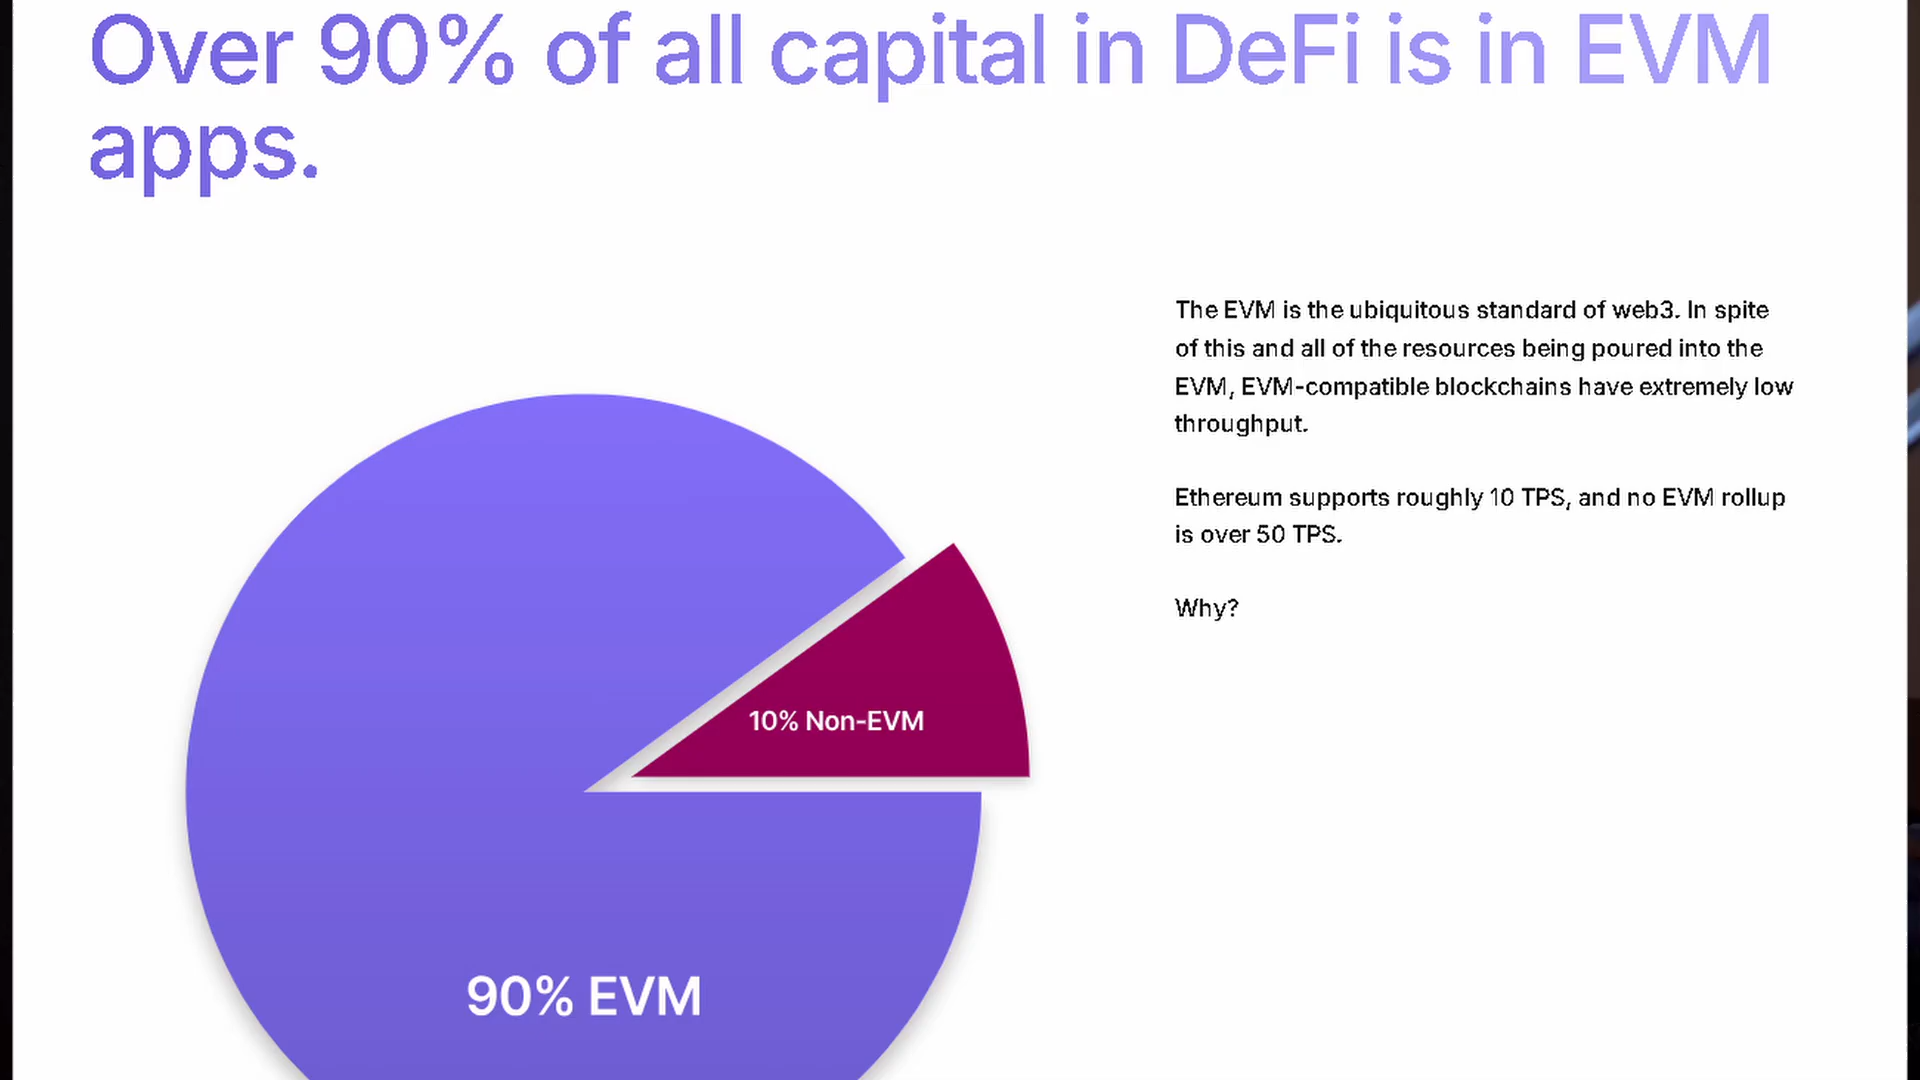 Over 90% of all capital in DeFi is in EVM
apps.
The EVM is the ubiquitous standard of web3. In spite
of this and all of the resources being poured into the
EVM, EVM-compatible blockchains have extremely low
throughput.
Ethereum supports roughly 10 TPS, and no EVM rollup
is over 50 TPS.
Why?
10% Non-EVM
90% EVM